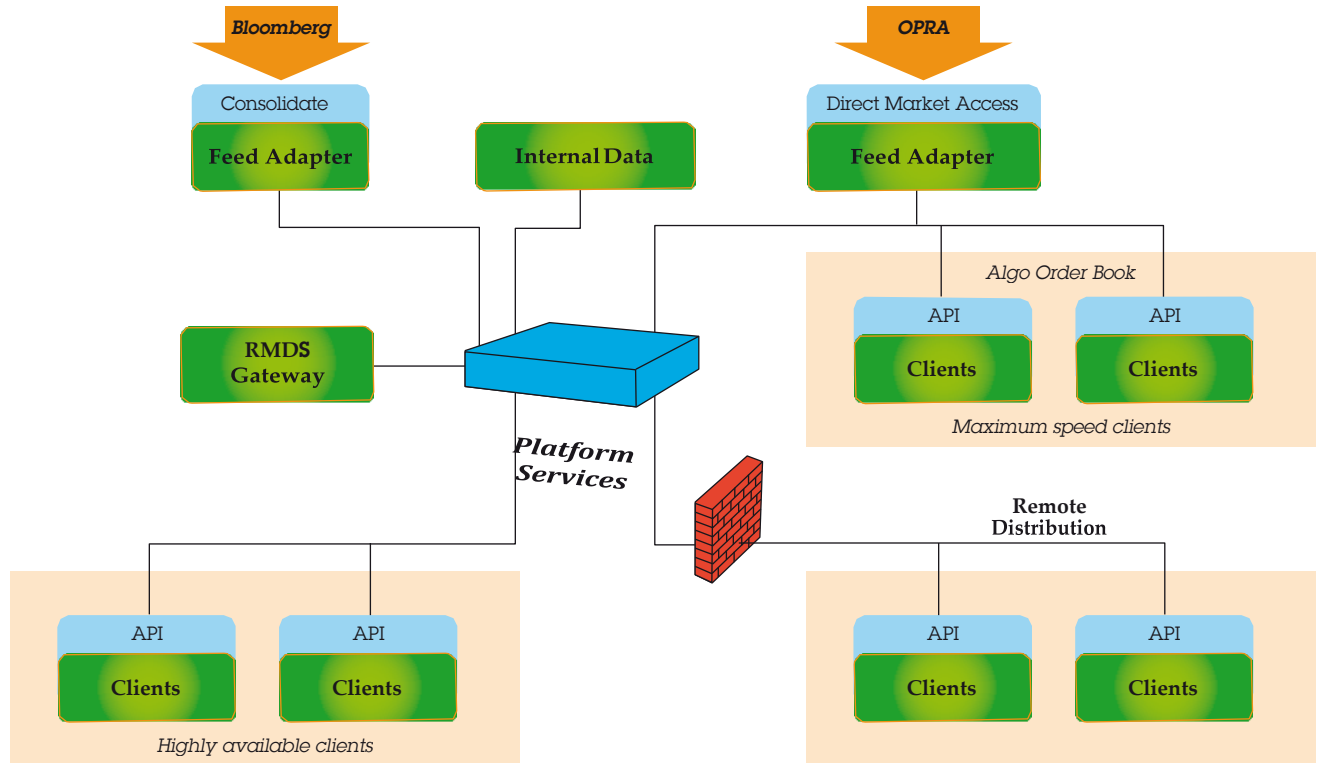 Bloomberg
OPRA
Consolidate
Feed Adapter
Internal Data
Direct Market Access
Feed Adapter
Algo Order Book
API
Clients
API
Clients
Maximum speed clients
RMDS
Gateway
Platform
Services
Remote
Distribution
API
Clients
API
Clients
Highly available clients
API
Clients
API
Clients